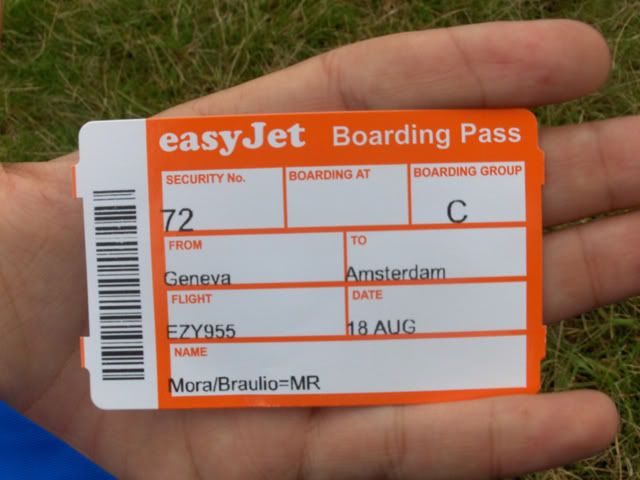 easyJet Boarding Pass
SECURITY No. BOARDING AT BOARDING GROUP
72 C
FROM TO
Geneva Amsterdam
FLIGHT DATE
EZY955 18 AUG
NAME
Mora/Braulio=MR